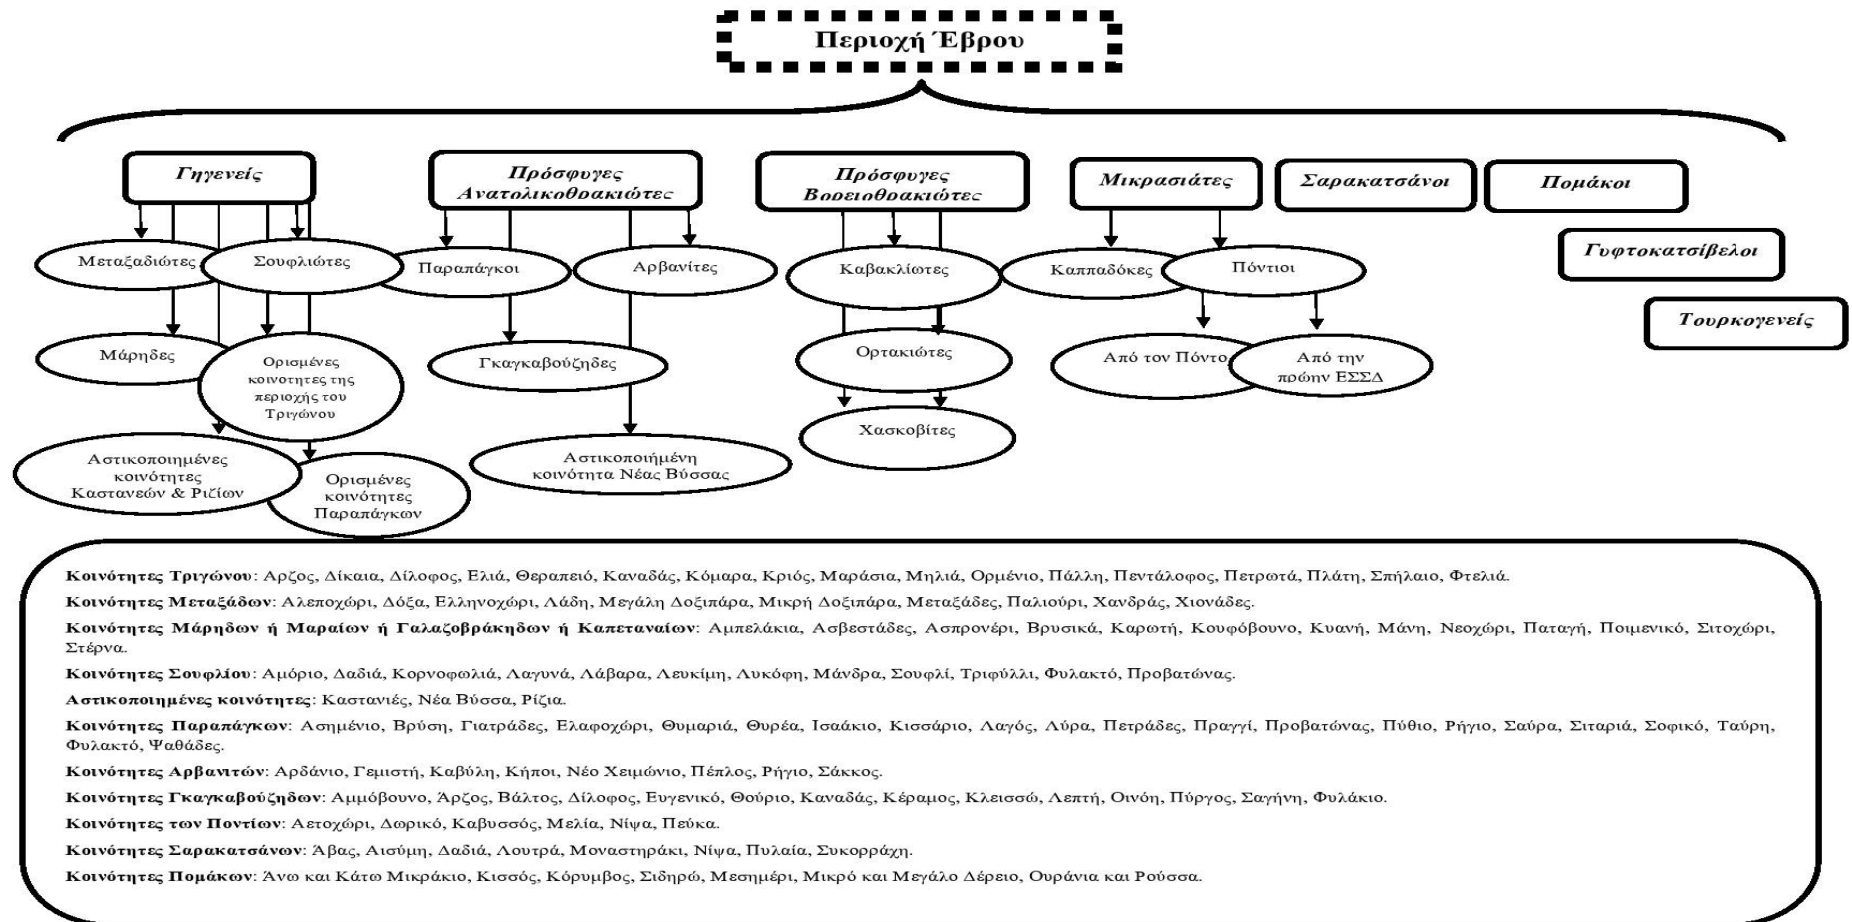 Περιοχή Έβρου
Γηγενείς
Πρόσφυγες
Ανατολικοθρακιώτες
Πρόσφυγες
Βορειοθρακιώτες
Μικρασιάτες
Σαρακατσάνοι
Πομάκοι
Γυφτοκατσίβελοι
Τουρκογενείς
Μεταξαδιώτες
Σουφλιώτες
Παραπάγκοι
Αρβανίτες
Καβακλιώτες
Καππαδόκες
Πόντιοι
Μάρηδες
Ορισμένες
κοινοτητες της
περιοχής του
Τριγώνου
Γκαγκαβούζηδες
Ορτακιώτες
Από τον Πόντο
Από την
πρώην ΕΣΣΔ
Χασκοβίτες
Αστικοποιημένες
κοινότητες
Καστανεών & Ριζίων
Ορισμένες
κοινότητες
Παραπάγκων
Αστικοποιήμένη
κοινότητα Νέας Βύσσας
Κοινότητες Τριγώνου: Αρζος, Δίκαια, Δίλοφος, Ελιά, Θεραπειό, Καναδάς, Κόμαρα, Κριός, Μαράσια, Μηλιά, Ορμένιο, Πάλλη, Πεντάλοφος, Πετρωτά, Πλάτη, Σπήλαιο, Φτελιά.
Κοινότητες Μεταξάδων: Αλεποχώρι, Δόξα, Ελληνοχώρι, Λάδη, Μεγάλη Δοξιπάρα, Μικρή Δοξιπάρα, Μεταξάδες, Παλιούρι, Χανδράς, Χιονάδες.
Κοινότητες Μάρηδων ή Μαραίων ή Γαλαζοβράκηδων ή Καπεταναίων: Αμπελάκια, Ασβεστάδες, Ασπρονέρι, Βρυσικά, Καρωτή, Κουφόβουνο, Κυανή, Μάνη, Νεοχώρι, Παταγή, Ποιμενικό, Σιτοχώρι,
Στέρνα.
Κοινότητες Σουφλίου: Αμόριο, Δαδιά, Κορνοφωλιά, Λαγυνά, Λάβαρα, Λευκίμη, Λυκόφη, Μάνδρα, Σουφλί, Τριφύλλι, Φυλακτό, Προβατώνας.
Αστικοποιημένες κοινότητες: Καστανιές, Νέα Βύσσα, Ρίζια.
Κοινότητες Παραπάγκων: Ασημένιο, Βρύση, Γιατράδες, Ελαφοχώρι, Θυμαριά, Θυρέα, Ισαάκιο, Κισσάριο, Λαγός, Λύρα, Πετράδες, Πραγγί, Προβατώνας, Πύθιο, Ρήγιο, Σαύρα, Σιταριά, Σοφικό, Ταύρη,
Φυλακτό, Ψαθάδες.
Κοινότητες Αρβανιτών: Αρδάνιο, Γεμιστή, Καβύλη, Κήποι, Νέο Χειμώνιο, Πέπλος, Ρήγιο, Σάκκος.
Κοινότητες Γκαγκαβούζηδων: Αμμόβουνο, Άρζος, Βάλτος, Δίλοφος, Ευγενικό, Θούριο, Καναδάς, Κέραμος, Κλεισσώ, Λεπτή, Οινόη, Πύργος, Σαγήνη, Φυλάκιο.
Κοινότητες των Ποντίων: Αετοχώρι, Δωρικό, Καβυσσός, Μελία, Νίψα, Πεύκα.
Κοινότητες Σαρακατσάνων: Άβας, Αισύμη, Δαδιά, Λουτρά, Μοναστηράκι, Νίψα, Πυλαία, Συκορράχη.
Κοινότητες Πομάκων: Άνω και Κάτω Μικράκιο, Κισσός, Κόρυμβος, Σιδηρώ, Μεσημέρι, Μικρό και Μεγάλο Δέρειο, Ουράνια και Ρούσσα.